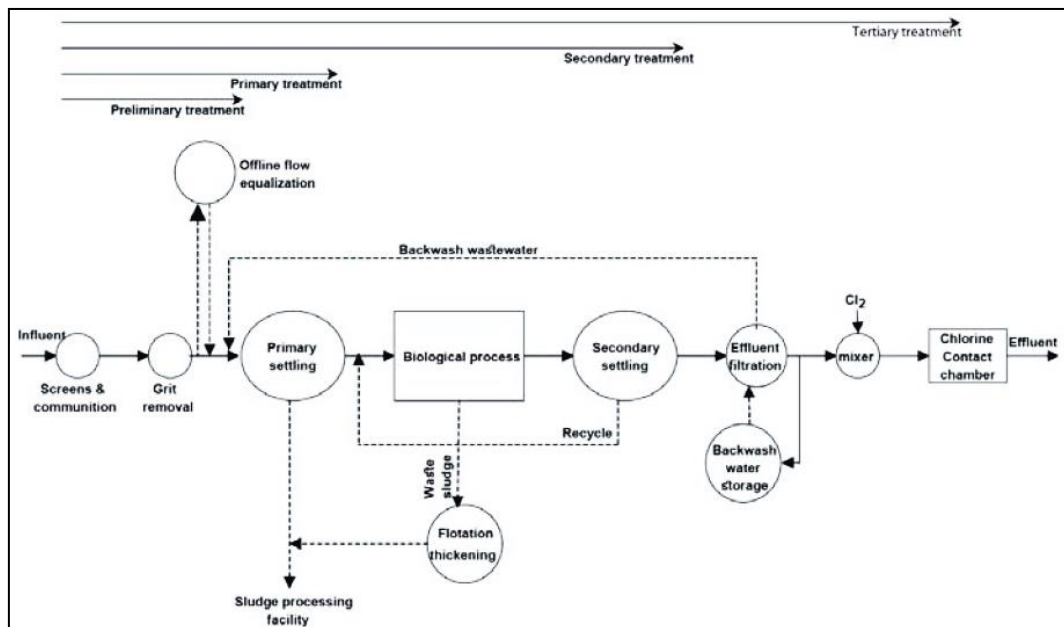 Tertiary treatment
Secondary treatment
Primary treatment
Preliminary treatment
Offline flow
equalization
Backwash wastewater
Cl2
Influent
Primary
settling
Biological process
Secondary
settling
Effluent
filtration
mixer
Chlorine
Contact
chamber
Effluent
Screens &
communition
Grit
removal
Recycle
Waste
sludge
Backwash
water
storage
Flotation
thickening
Sludge processing
facility